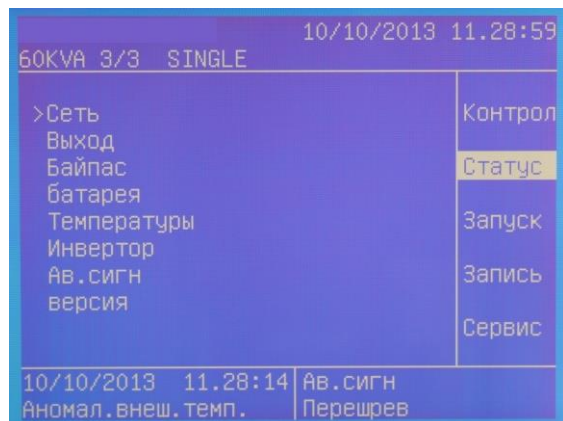 10/10/2013 11.28:59
60KVA 3/3 SINGLE
>Сеть
Выход
Байпас
батарея
Температуры
Инвертор
Ав.сигн
версия
Контрол
Статус
Запуск
Запись
Сервис
10/10/2013 11.28:14
Аномал.внеш.темп.
Ав.сигн
Перешрев